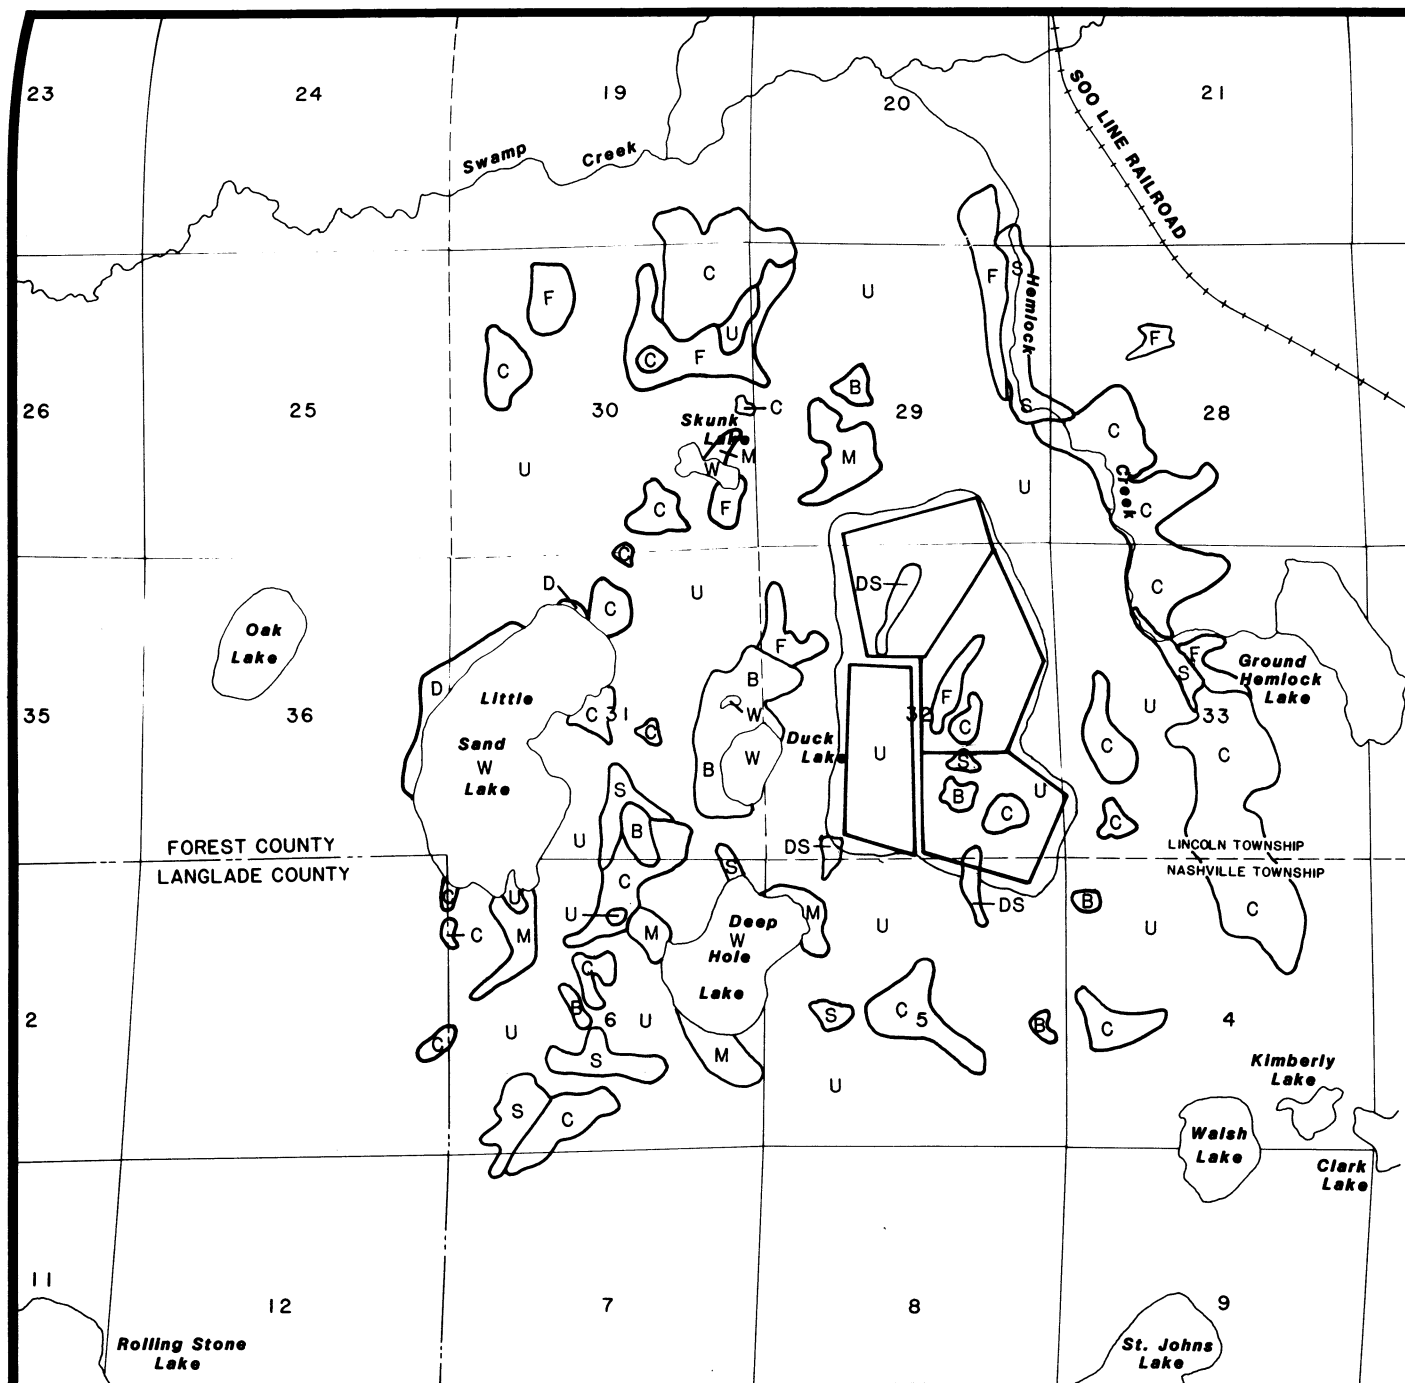 23
24
19
20
21
SOO LINE RAILROAD
Swamp Creek
C
F
U
F
S
Hemlock
U
F
C
C
F
B
26
25
30
C
29
S
28
Skunk
Lake
C
M
W
M
U
C
F
U
Creek
C
C
D
C
U
DS
C
Oak
Lake
F
F
S
Ground
Hemlock
Lake
D
B
Little
F
U
35
36
C
31
C
W
32
C
33
Sand
W
Lake
Duck
Lake
W
U
C
C
B
S
S
B
U
C
C
B
U
DS
LINCOLN TOWNSHIP
FOREST COUNTY
LANGLADE COUNTY
NASHVILLE TOWNSHIP
S
C
C
U
B
C
U
M
DS
C
M
M
Deep
W
Hole
Lake
U
U
C
B
2
U
6
U
S
C
5
B
C
4
C
S
M
U
Kimberly
Lake
S
C
Walsh
Lake
Clark
Lake
11
12
7
8
9
Rolling Stone
Lake
St. Johns
Lake